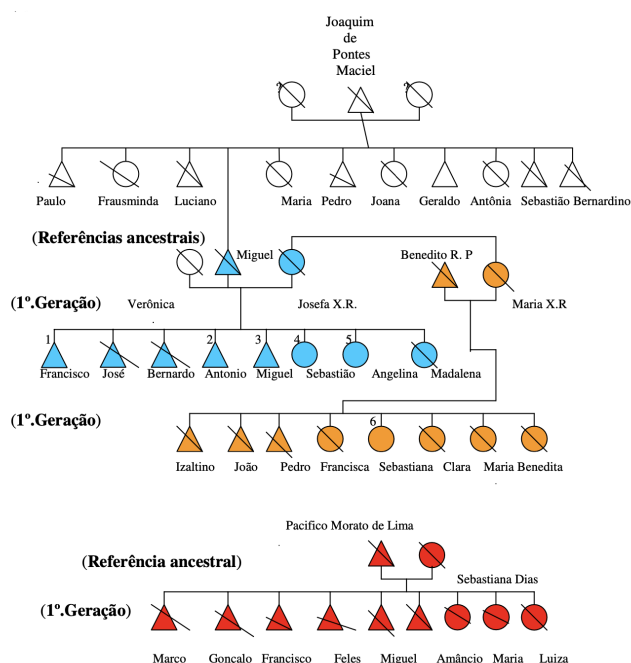 Joaquim
de
Pontes
Maciel
? ?
Paulo Frausminda Luciano Maria Pedro Joana Geraldo Antônia Sebastião Bernardino
(Referências ancestrais)
Miguel Benedito R. P
(1º.Geração) Verônica Josefa X.R. Maria X.R
1 2 3 4 5
Francisco José Bernardo Antonio Miguel Sebastião Angelina Madalena
(1º.Geração)
6
Izaltino João Pedro Francisca Sebastiana Clara Maria Benedita
Pacifico Morato de Lima
(Referência ancestral)
Sebastiana Dias
(1º.Geração)
Marco Gonçalo Francisco Feles Miguel Amâncio Maria Luiza